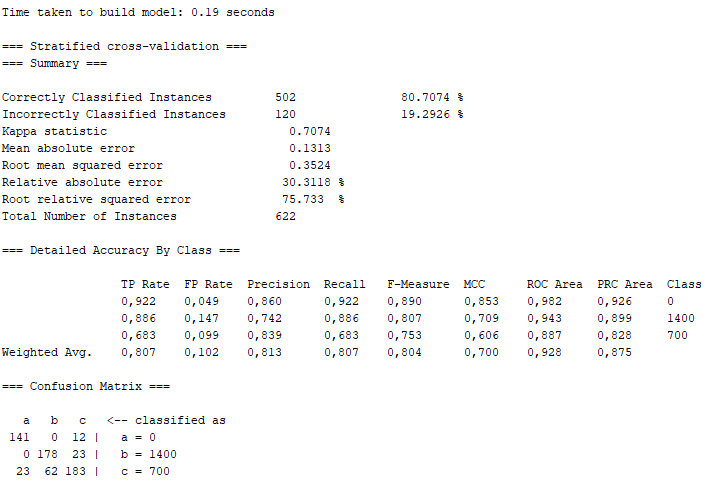 Time taken to build model: 0.19 seconds
=== Stratified cross-validation ===
=== Summary ===
Correctly Classified Instances         502               80.7074 %
Incorrectly Classified Instances       120               19.2926 %
Kappa statistic                          0.7074
Mean absolute error                      0.1313
Root mean squared error                  0.3524
Relative absolute error                 30.3118 %
Root relative squared error             75.733  %
Total Number of Instances              622
=== Detailed Accuracy By Class ===
                 TP Rate  FP Rate  Precision  Recall   F-Measure  MCC      ROC Area  PRC Area  Class
                 0,922    0,049    0,860      0,922    0,890      0,853    0,982     0,926     0
                 0,886    0,147    0,742      0,886    0,807      0,709    0,943     0,899     1400
                 0,683    0,099    0,839      0,683    0,753      0,606    0,887     0,828     700
Weighted Avg.    0,807    0,102    0,813      0,807    0,804      0,700    0,928     0,875
=== Confusion Matrix ===
   a   b   c   <-- classified as
 141   0  12 |   a = 0
   0 178  23 |   b = 1400
  23  62 183 |   c = 700